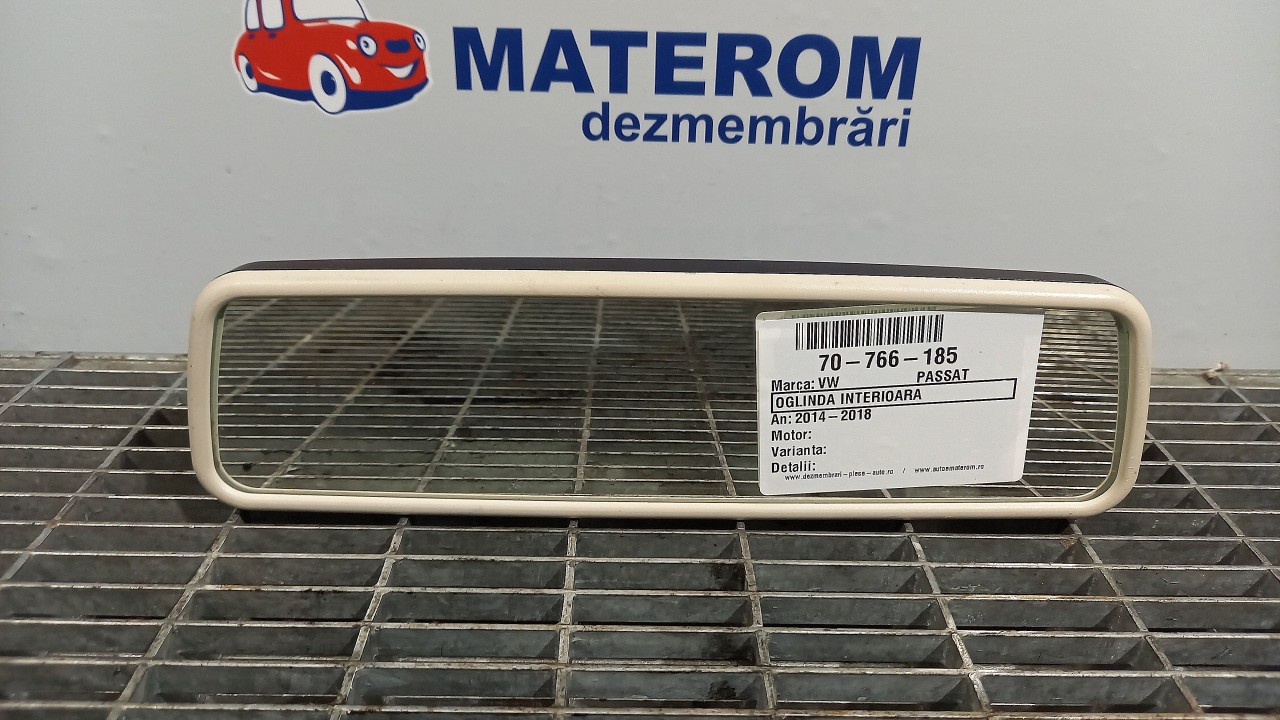 MATEROM
dezmembrări
70-766-185
Marca: VW PASSAT
OGLINDA INTERIOARA
An: 2014-2018
Motor:
Varianta:
Detalii:
www.dezmembrari-piese-auto.ro / www.autoematerom.ro